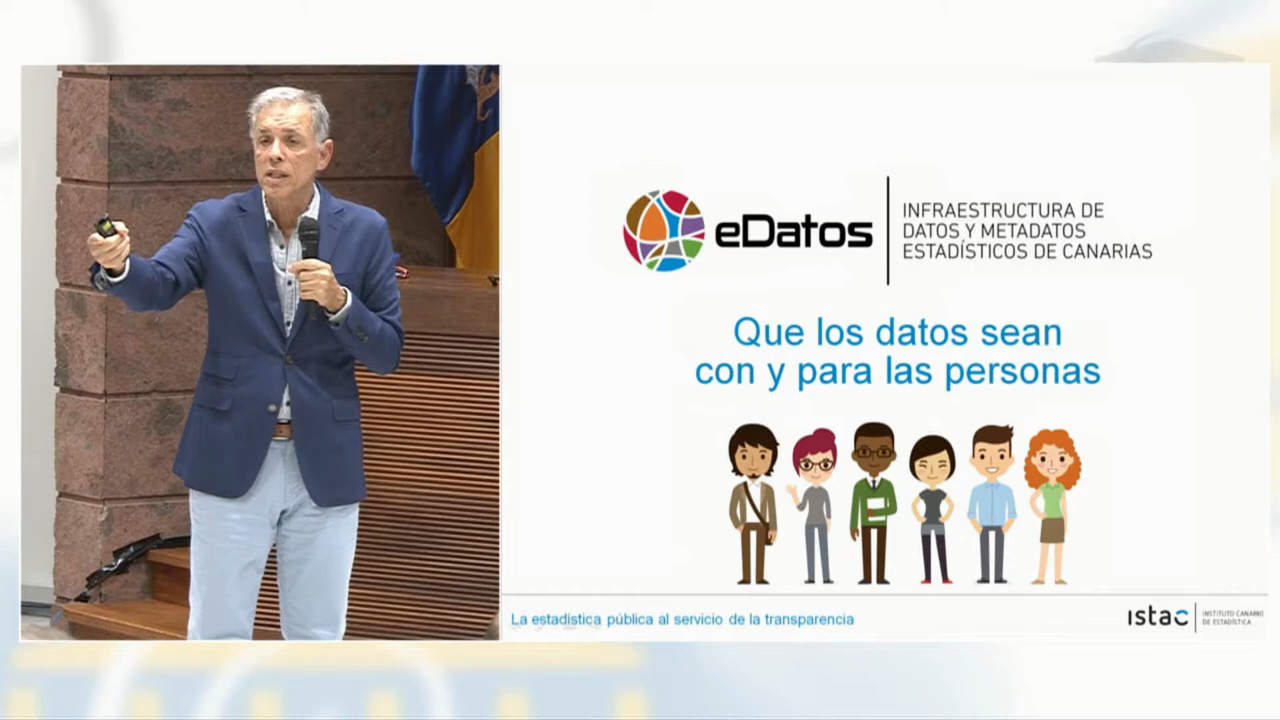 eDatos
INFRAESTRUCTURA DE
DATOS Y METADATOS
ESTADÍSTICOS DE CANARIAS
Que los datos sean
con y para las personas
La estadística pública al servicio de la transparencia
istac
INSTITUTO CANARIO
DE ESTADÍSTICA